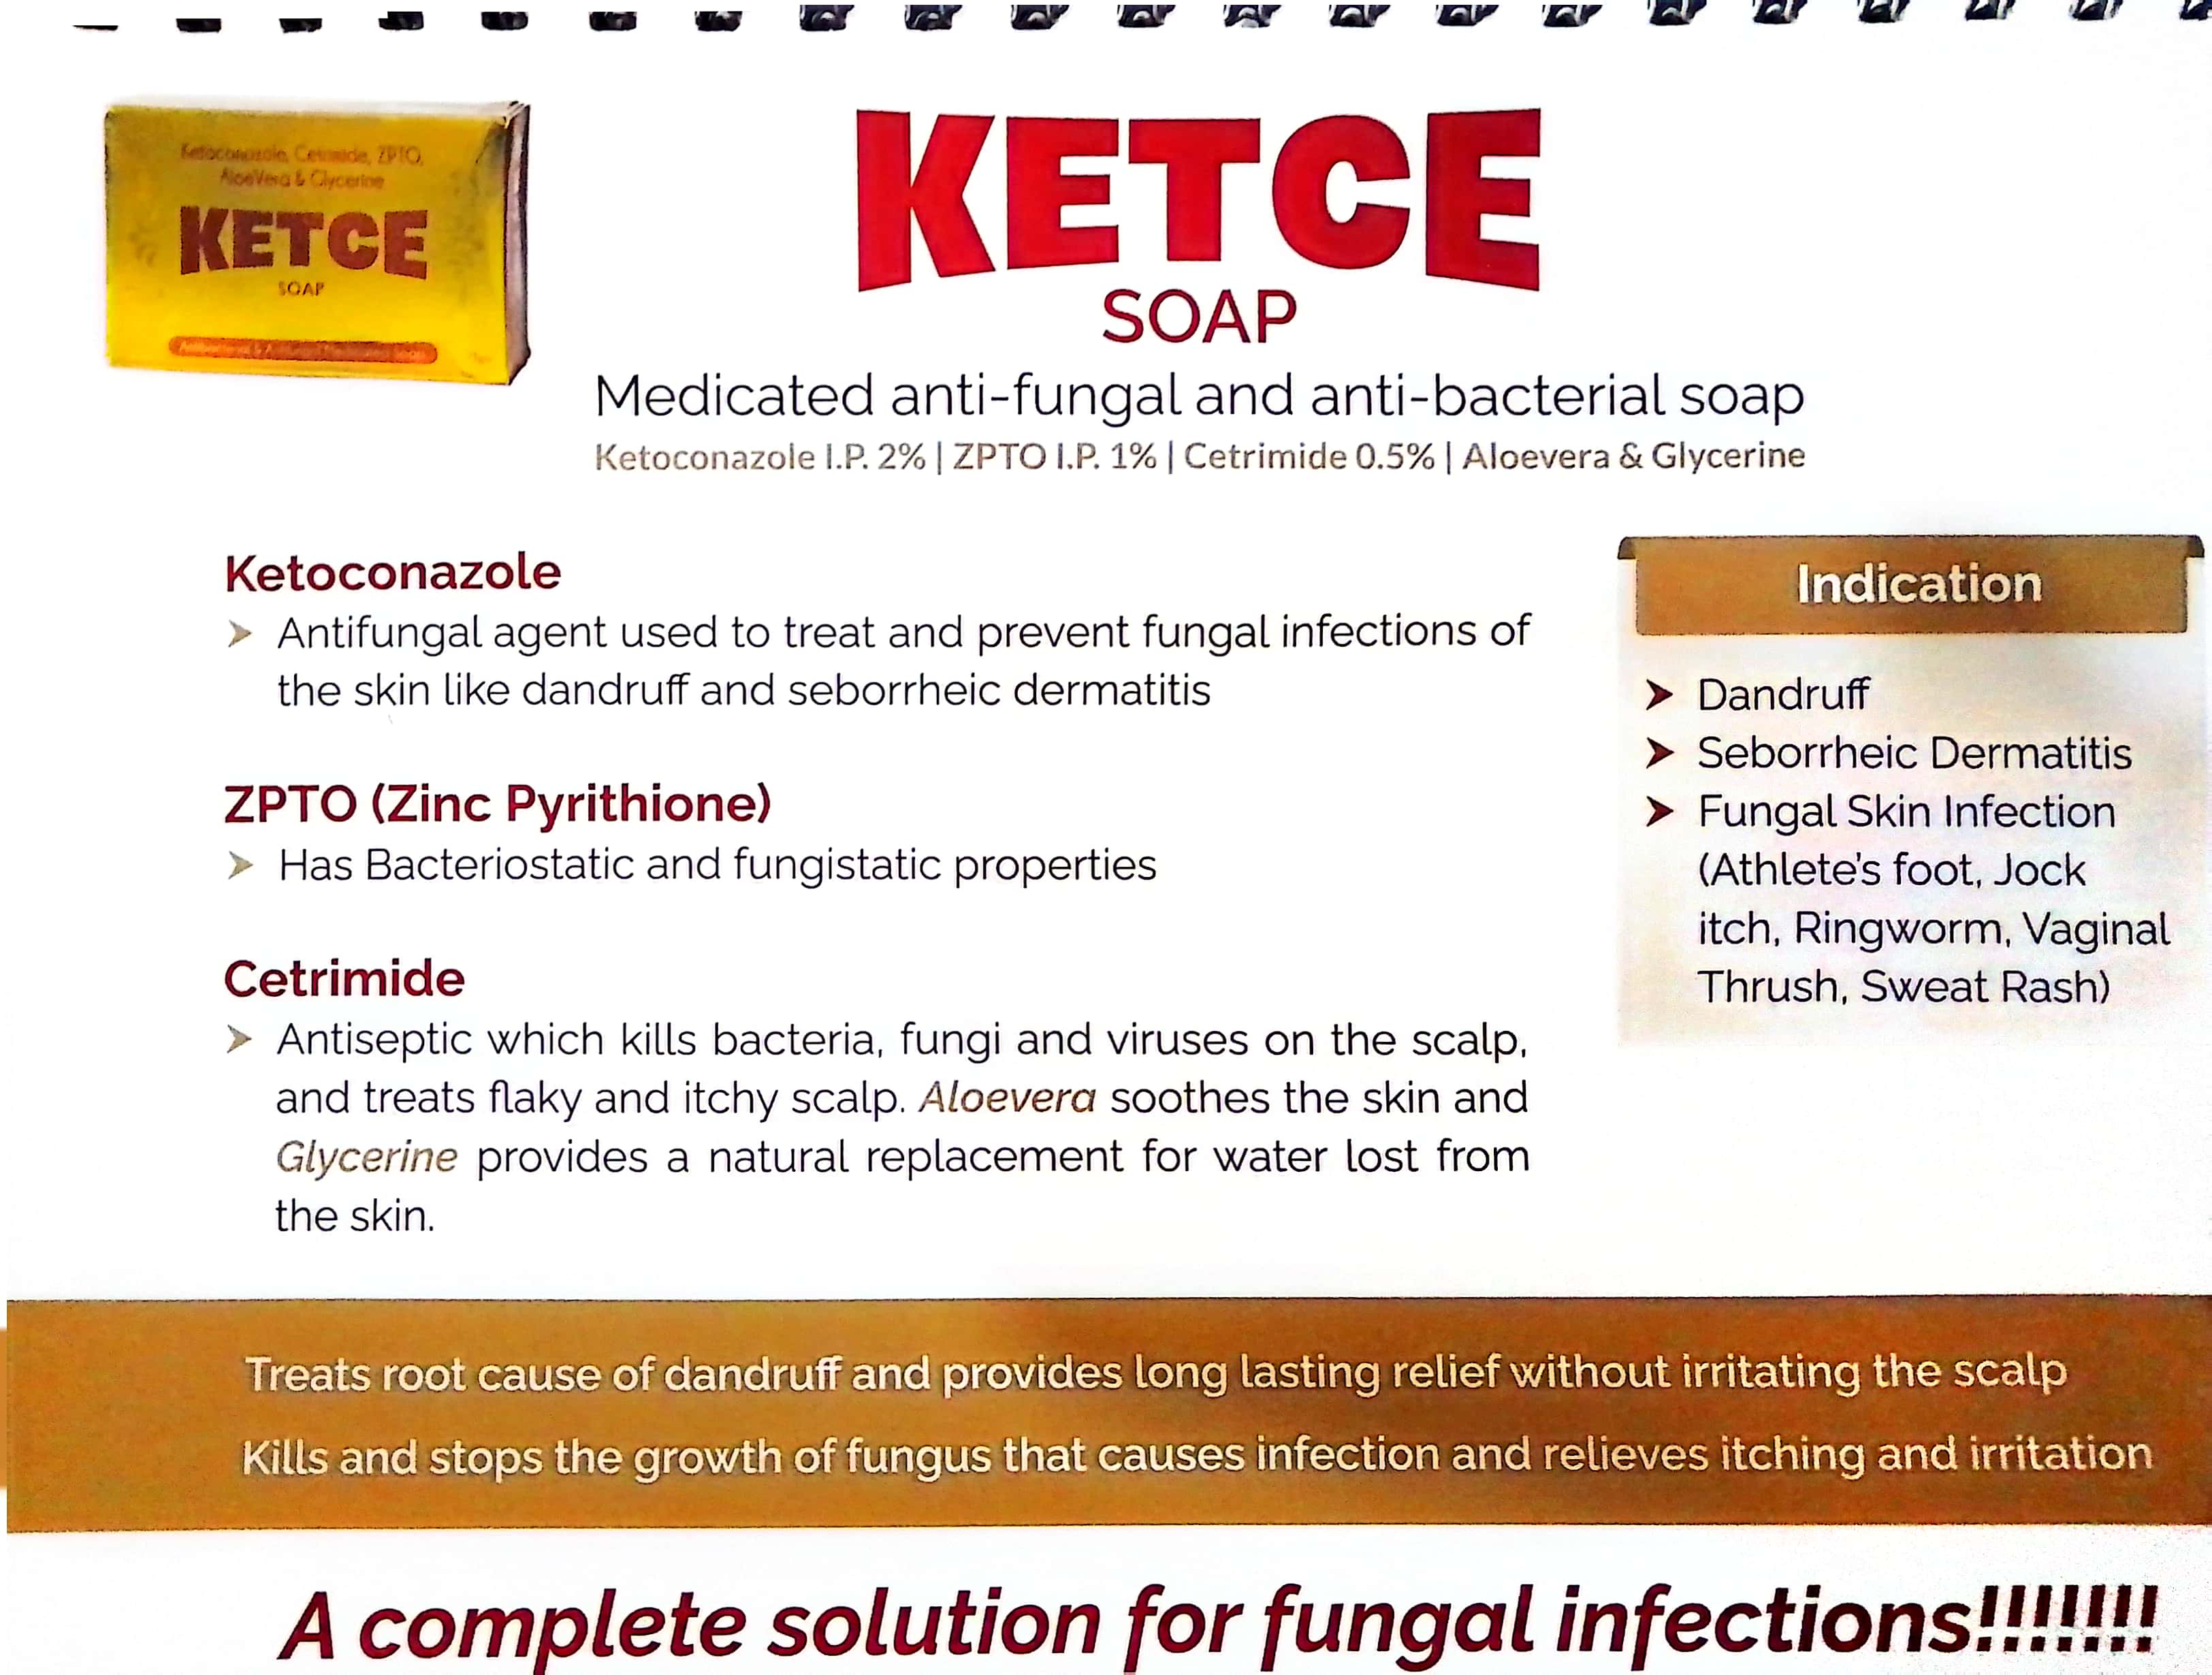 Ketoconazole, Cetrimide, ZPTO,
AloeVera & Glycerine
KETCE
SOAP
KETCE
SOAP
Medicated anti-fungal and anti-bacterial soap
Ketoconazole I.P. 2% | ZPTO I.P. 1% | Cetrimide 0.5% | Aloevera & Glycerine
Ketoconazole
➤ Antifungal agent used to treat and prevent fungal infections of
the skin like dandruff and seborrheic dermatitis
ZPTO (Zinc Pyrithione)
➤ Has Bacteriostatic and fungistatic properties
Cetrimide
➤ Antiseptic which kills bacteria, fungi and viruses on the scalp,
and treats flaky and itchy scalp. Aloevera soothes the skin and
Glycerine provides a natural replacement for water lost from
the skin.
Indication
➤ Dandruff
➤ Seborrheic Dermatitis
➤ Fungal Skin Infection
(Athlete's foot, Jock
itch, Ringworm, Vaginal
Thrush, Sweat Rash)
Treats root cause of dandruff and provides long lasting relief without irritating the scalp
Kills and stops the growth of fungus that causes infection and relieves itching and irritation
A complete solution for fungal infections!!!!!!!